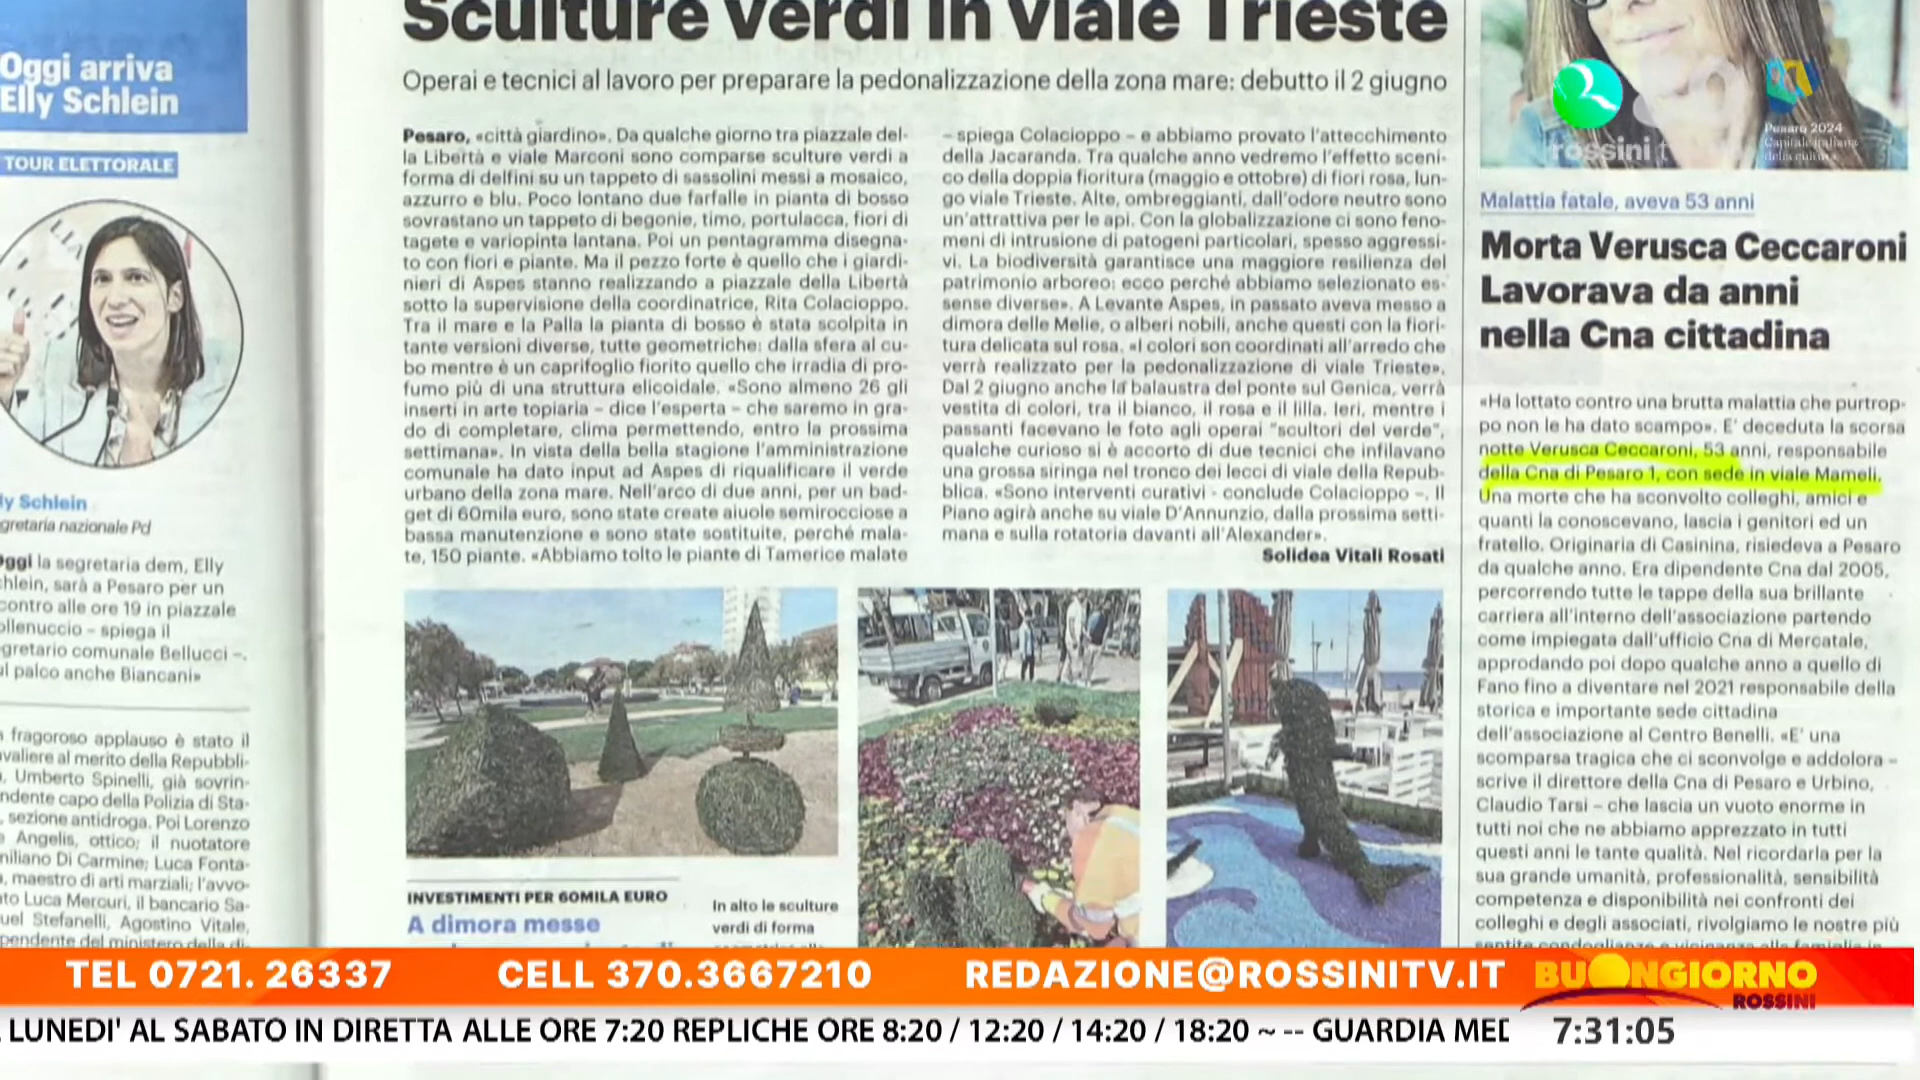 Oggi arriva
Elly Schlein
TOUR ELETTORALE
ly Schlein
gretaria nazionale Pd
ggi la segretaria dem, Elly
chlein, sarà a Pesaro per un
contro alle ore 19 in piazzale
ollenuccio – spiega il
gretario comunale Bellucci –,
l palco anche Biancani»
fragoroso applauso è stato il
valiere al merito della Repubbli-
, Umberto Spinelli, già sovrin-
ndente capo della Polizia di Sta-
, sezione antidroga. Poi Lorenzo
Angelis, ottico; il nuotatore
niliano Di Carmine; Luca Fonta-
, maestro di arti marziali; l'avvo-
to Luca Mercuri, il bancario Sa-
uel Stefanelli, Agostino Vitale,
pendente del ministero della di-
Sculture verdi in viale Trieste
Operai e tecnici al lavoro per preparare la pedonalizzazione della zona mare: debutto il 2 giugno
Pesaro, «città giardino». Da qualche giorno tra piazzale del-
la Libertà e viale Marconi sono comparse sculture verdi a
forma di delfini su un tappeto di sassolini messi a mosaico,
azzurro e blu. Poco lontano due farfalle in pianta di bosso
sovrastano un tappeto di begonie, timo, portulacca, fiori di
tagete e variopinta lantana. Poi un pentagramma disegna-
to con fiori e piante. Ma il pezzo forte è quello che i giardi-
nieri di Aspes stanno realizzando a piazzale della Libertà
sotto la supervisione della coordinatrice, Rita Colacioppo.
Tra il mare e la Palla la pianta di bosso è stata scolpita in
tante versioni diverse, tutte geometriche: dalla sfera al cu-
bo mentre è un caprifoglio fiorito quello che irradia di pro-
fumo più di una struttura elicoidale. «Sono almeno 26 gli
inserti in arte topiaria – dice l'esperta – che saremo in gra-
do di completare, clima permettendo, entro la prossima
settimana». In vista della bella stagione l'amministrazione
comunale ha dato input ad Aspes di riqualificare il verde
urbano della zona mare. Nell'arco di due anni, per un bad-
get di 60mila euro, sono state create aiuole semirocciose a
bassa manutenzione e sono state sostituite, perché mala-
te, 150 piante. «Abbiamo tolto le piante di Tamerice malate
– spiega Colacioppo – e abbiamo provato l'attecchimento
della Jacaranda. Tra qualche anno vedremo l'effetto sceni-
co della doppia fioritura (maggio e ottobre) di fiori rosa, lun-
go viale Trieste. Alte, ombreggianti, dall'odore neutro sono
un'attrattiva per le api. Con la globalizzazione ci sono feno-
meni di intrusione di patogeni particolari, spesso aggressi-
vi. La biodiversità garantisce una maggiore resilienza del
patrimonio arboreo: ecco perché abbiamo selezionato es-
sense diverse». A Levante Aspes, in passato aveva messo a
dimora delle Melie, o alberi nobili, anche questi con la fiori-
tura delicata sul rosa. «I colori son coordinati all'arredo che
verrà realizzato per la pedonalizzazione di viale Trieste».
Dal 2 giugno anche la balaustra del ponte sul Genica, verrà
vestita di colori, tra il bianco, il rosa e il lilla. Ieri, mentre i
passanti facevano le foto agli operai "scultori del verde",
qualche curioso si è accorto di due tecnici che infilavano
una grossa siringa nel tronco dei lecci di viale della Repub-
blica. «Sono interventi curativi - conclude Colacioppo –. Il
Piano agirà anche su viale D'Annunzio, dalla prossima setti-
mana e sulla rotatoria davanti all'Alexander».
Solidea Vitali Rosati
INVESTIMENTI PER 60MILA EURO
A dimora messe
In alto le sculture
verdi di forma
rossini t
Pesaro 2024
Capitale italiana
della cultura
Malattia fatale, aveva 53 anni
Morta Verusca Ceccaroni
Lavorava da anni
nella Cna cittadina
«Ha lottato contro una brutta malattia che purtrop-
po non le ha dato scampo». E' deceduta la scorsa
notte Verusca Ceccaroni, 53 anni, responsabile
della Cna di Pesaro 1, con sede in viale Mameli.
Una morte che ha sconvolto colleghi, amici e
quanti la conoscevano, lascia i genitori ed un
fratello. Originaria di Casinina, risiedeva a Pesaro
da qualche anno. Era dipendente Cna dal 2005,
percorrendo tutte le tappe della sua brillante
carriera all'interno dell'associazione partendo
come impiegata dall'ufficio Cna di Mercatale,
approdando poi dopo qualche anno a quello di
Fano fino a diventare nel 2021 responsabile della
storica e importante sede cittadina
dell'associazione al Centro Benelli. «E' una
scomparsa tragica che ci sconvolge e addolora –
scrive il direttore della Cna di Pesaro e Urbino,
Claudio Tarsi – che lascia un vuoto enorme in
tutti noi che ne abbiamo apprezzato in tutti
questi anni le tante qualità. Nel ricordarla per la
sua grande umanità, professionalità, sensibilità
competenza e disponibilità nei confronti dei
colleghi e degli associati, rivolgiamo le nostre più
sentite condoglianze e vicinanza alla famiglia in
TEL 0721. 26337 CELL 370.3667210 REDAZIONE@ROSSINITV.IT BUONGIORNO
ROSSINI
LUNEDI' AL SABATO IN DIRETTA ALLE ORE 7:20 REPLICHE ORE 8:20 / 12:20 / 14:20 / 18:20 ~ -- GUARDIA MED 7:31:05